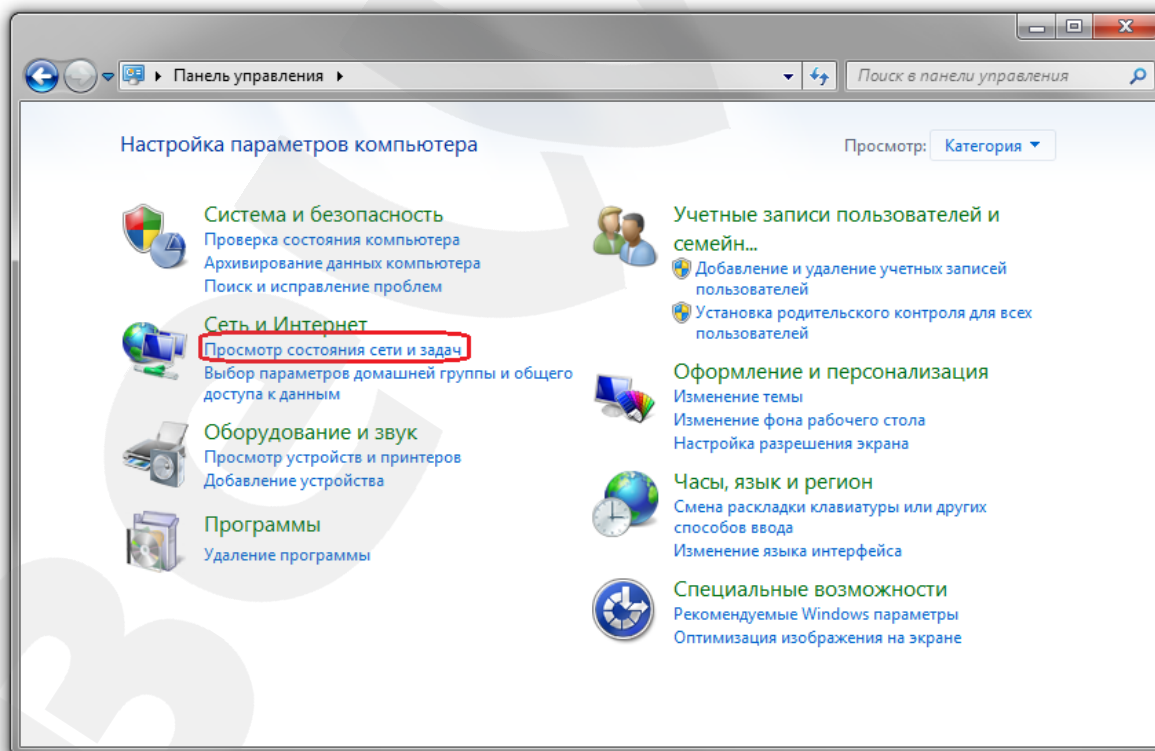 Панель управления
Поиск в панели управления
Настройка параметров компьютера
Просмотр: Категория
Система и безопасность
Проверка состояния компьютера
Архивирование данных компьютера
Поиск и исправление проблем
Сеть и Интернет
Просмотр состояния сети и задач
Выбор параметров домашней группы и общего
доступа к данным
Оборудование и звук
Просмотр устройств и принтеров
Добавление устройства
Программы
Удаление программы
Учетные записи пользователей и
семейн...
Добавление и удаление учетных записей
пользователей
Установка родительского контроля для всех
пользователей
Оформление и персонализация
Изменение темы
Изменение фона рабочего стола
Настройка разрешения экрана
Часы, язык и регион
Смена раскладки клавиатуры или других
способов ввода
Изменение языка интерфейса
Специальные возможности
Рекомендуемые Windows параметры
Оптимизация изображения на экране